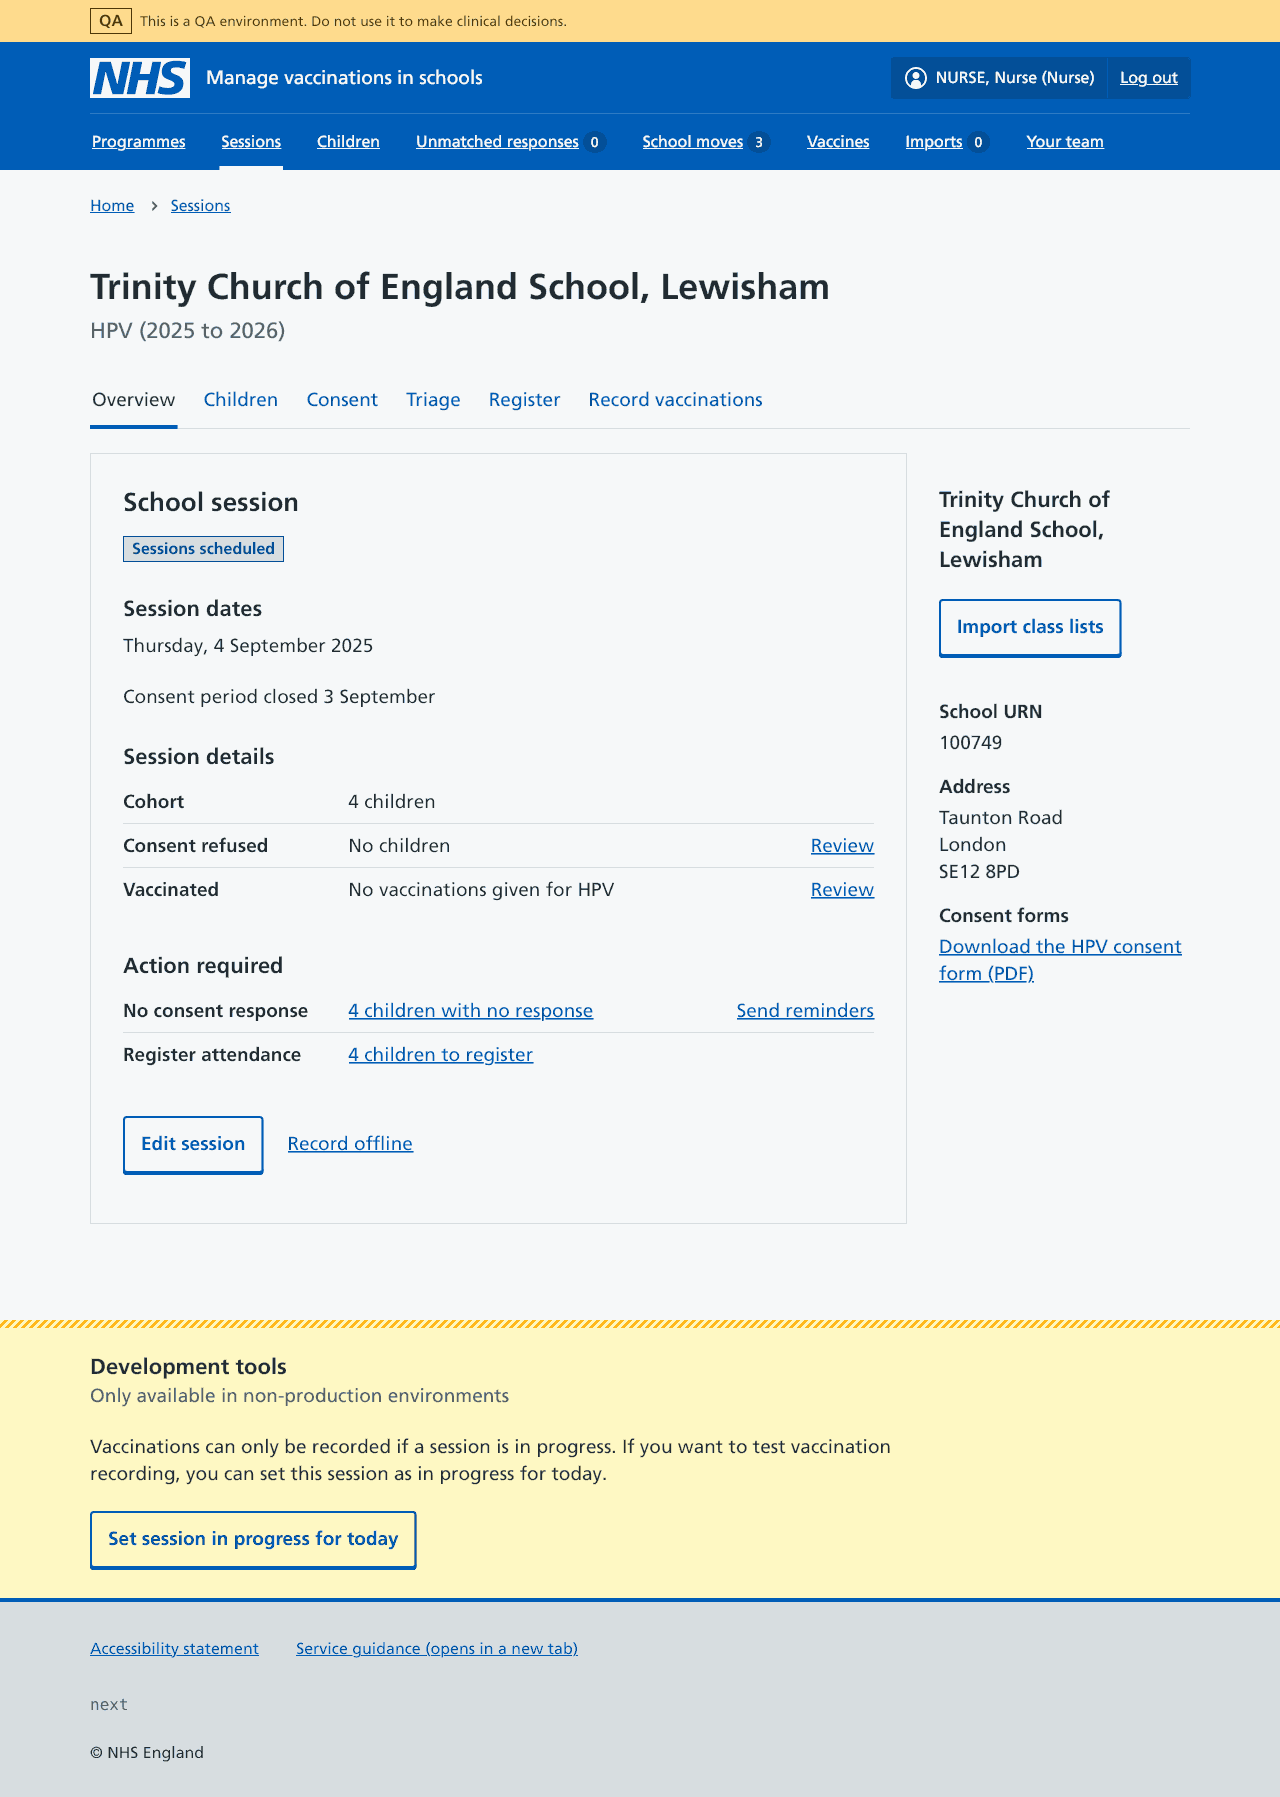 QA This is a QA environment. Do not use it to make clinical decisions.
NHS Manage vaccinations in schools NURSE, Nurse (Nurse) Log out
Programmes Sessions Children Unmatched responses 0 School moves 3 Vaccines Imports 0 Your team
Home Sessions
Trinity Church of England School, Lewisham
HPV (2025 to 2026)
Overview Children Consent Triage Register Record vaccinations
School session
Sessions scheduled
Session dates
Thursday, 4 September 2025
Consent period closed 3 September
Session details
Cohort 4 children
Consent refused No children Review
Vaccinated No vaccinations given for HPV Review
Action required
No consent response 4 children with no response Send reminders
Register attendance 4 children to register
Edit session Record offline
Trinity Church of
England School,
Lewisham
Import class lists
School URN
100749
Address
Taunton Road
London
SE12 8PD
Consent forms
Download the HPV consent
form (PDF)
Development tools
Only available in non-production environments
Vaccinations can only be recorded if a session is in progress. If you want to test vaccination
recording, you can set this session as in progress for today.
Set session in progress for today
Accessibility statement Service guidance (opens in a new tab)
next
© NHS England